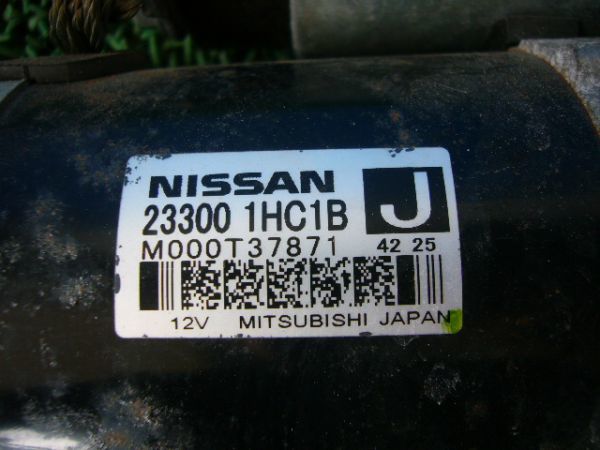 NISSAN
23300 1HC1B J
M000T37871 42 25
12V MITSUBISHI JAPAN